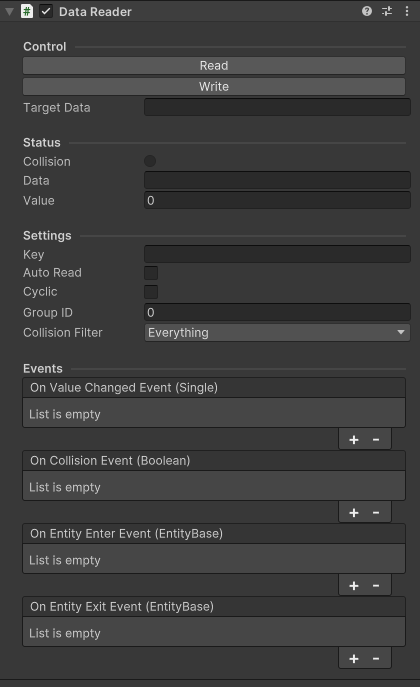 # Data Reader
Control
Read
Write
Target Data
Status
Collision
Data
Value 0
Settings
Key
Auto Read
Cyclic
Group ID 0
Collision Filter Everything
Events
On Value Changed Event (Single)
List is empty
+ -
On Collision Event (Boolean)
List is empty
+ -
On Entity Enter Event (EntityBase)
List is empty
+ -
On Entity Exit Event (EntityBase)
List is empty
+ -